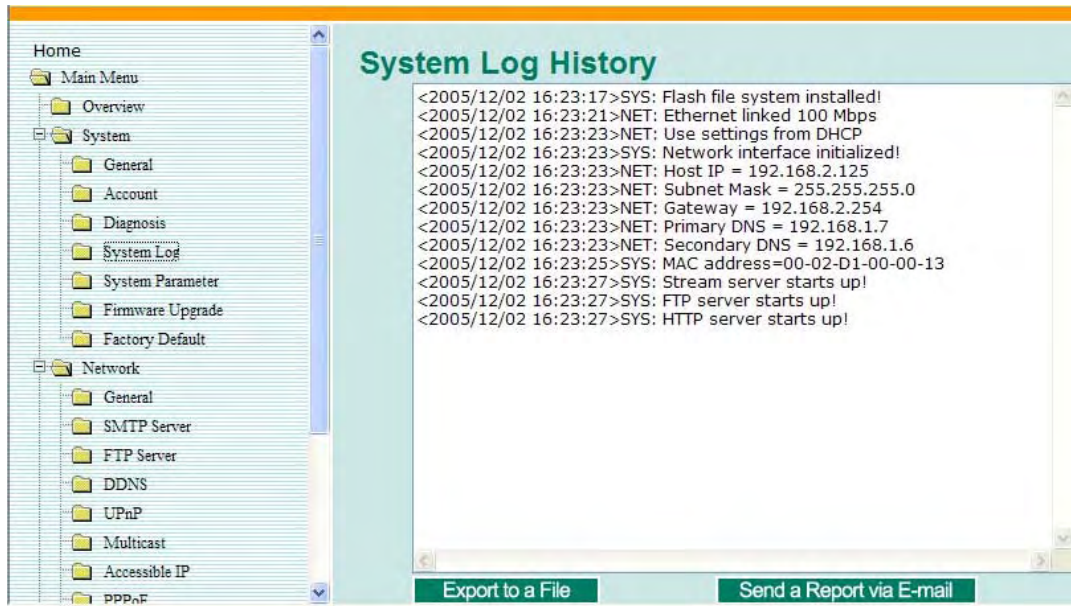 Home
Main Menu
Overview
System
General
Account
Diagnosis
System Log
System Parameter
Firmware Upgrade
Factory Default
Network
General
SMTP Server
FTP Server
DDNS
UPnP
Multicast
Accessible IP
PPPoE
System Log History
<2005/12/02 16:23:17>SYS: Flash file system installed!
<2005/12/02 16:23:21>NET: Ethernet linked 100 Mbps
<2005/12/02 16:23:23>NET: Use settings from DHCP
<2005/12/02 16:23:23>SYS: Network interface initialized!
<2005/12/02 16:23:23>NET: Host IP = 192.168.2.125
<2005/12/02 16:23:23>NET: Subnet Mask = 255.255.255.0
<2005/12/02 16:23:23>NET: Gateway = 192.168.2.254
<2005/12/02 16:23:23>NET: Primary DNS = 192.168.1.7
<2005/12/02 16:23:23>NET: Secondary DNS = 192.168.1.6
<2005/12/02 16:23:25>SYS: MAC address=00-02-D1-00-00-13
<2005/12/02 16:23:27>SYS: Stream server starts up!
<2005/12/02 16:23:27>SYS: FTP server starts up!
<2005/12/02 16:23:27>SYS: HTTP server starts up!
Export to a File
Send a Report via E-mail